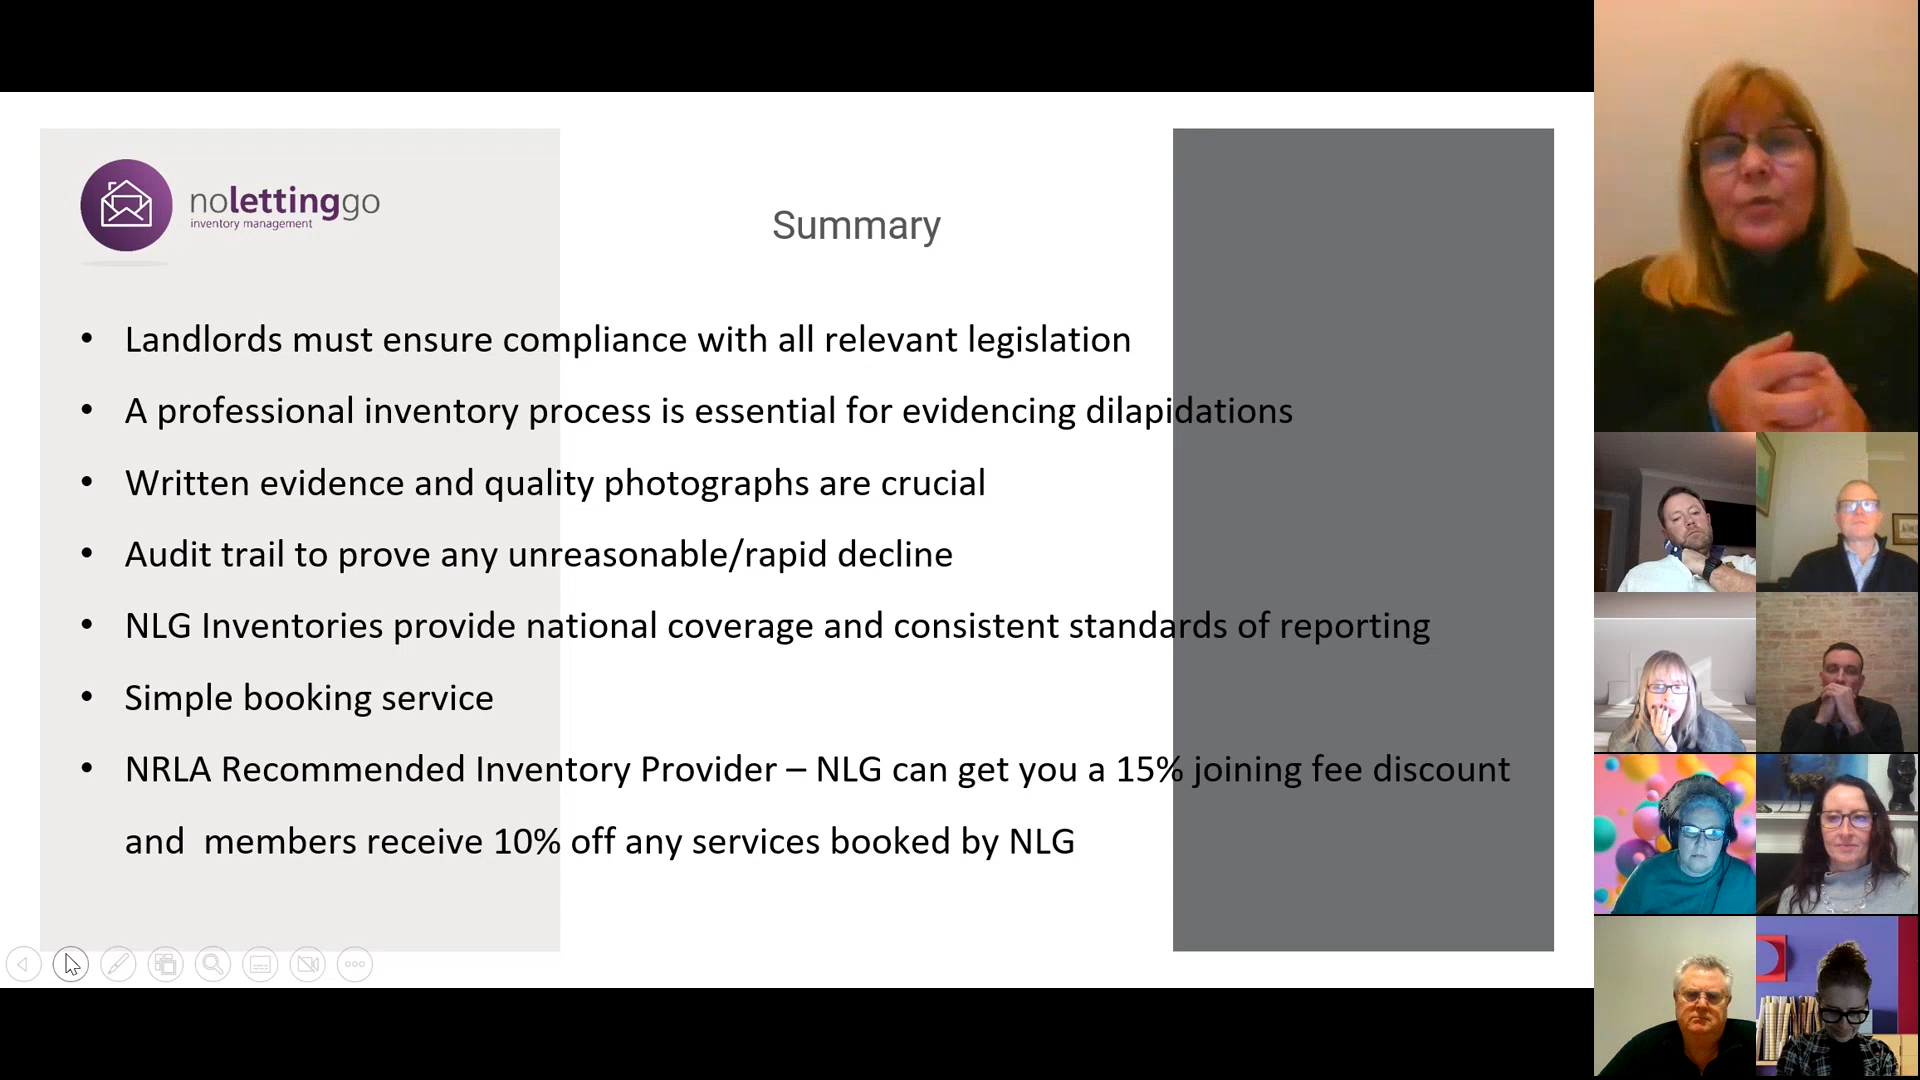 nolettinggo
inventory management
Summary
• Landlords must ensure compliance with all relevant legislation
• A professional inventory process is essential for evidencing dilapidations
• Written evidence and quality photographs are crucial
• Audit trail to prove any unreasonable/rapid decline
• NLG Inventories provide national coverage and consistent standards of reporting
• Simple booking service
• NRLA Recommended Inventory Provider – NLG can get you a 15% joining fee discount
and  members receive 10% off any services booked by NLG